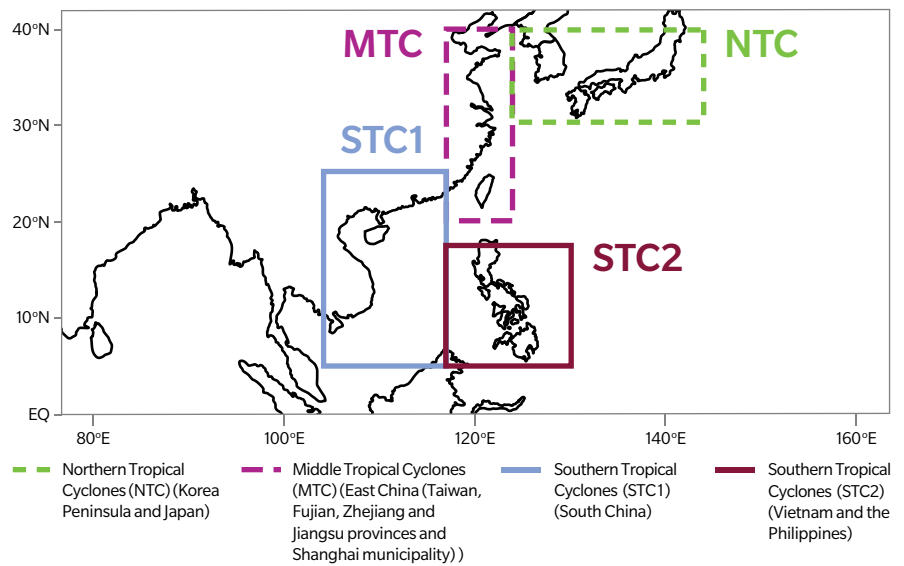 40°N
MTC
NTC
30°N
STC1
20°N
STC2
10°N
EQ
80°E
100°E
120°E
140°E
160°E
Northern Tropical
Cyclones (NTC) (Korea
Peninsula and Japan)
Middle Tropical Cyclones
(MTC) (East China (Taiwan,
Fujian, Zhejiang and
Jiangsu provinces and
Shanghai municipality) )
Southern Tropical
Cyclones (STC1)
(South China)
Southern Tropical
Cyclones (STC2)
(Vietnam and the
Philippines)